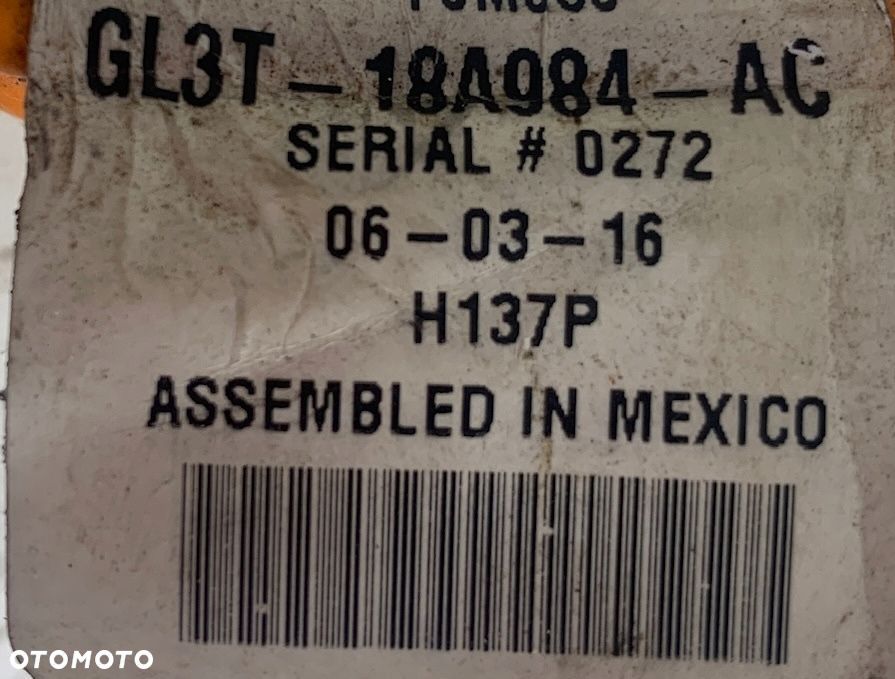 GL3T-18A984-AC
SERIAL # 0272
06-03-16
H137P
ASSEMBLED IN MEXICO
OTOMOTO